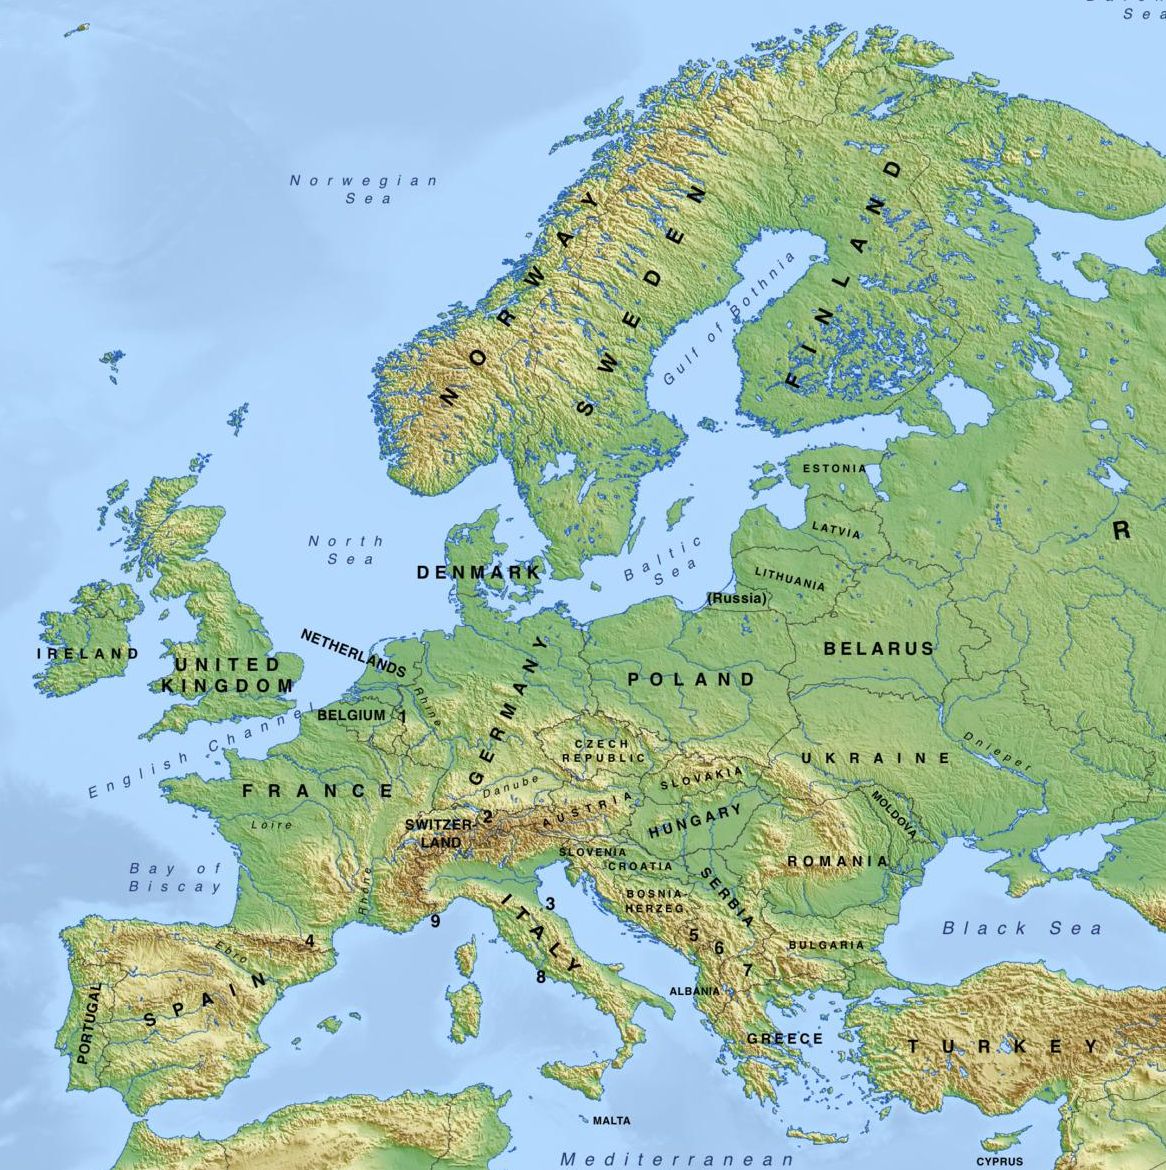 Sea
Norwegian
Sea
NORWAY
SWEDEN
FINLAND
Gulf of Bothnia
ESTONIA
R
LATVIA
North
Sea
Baltic
Sea
DENMARK
LITHUANIA
(Russia)
IRELAND
UNITED
KINGDOM
NETHERLANDS
BELARUS
POLAND
GERMANY
Rhine
BELGIUM
1
English Channel
CZECH
REPUBLIC
UKRAINE
Dnieper
SLOVAKIA
FRANCE
Danube
Loire
2
AUSTRIA
SWITZER-
LAND
HUNGARY
MOLDOVA
SLOVENIA
CROATIA
ROMANIA
Bay of
Biscay
Rhône
BOSNIA-
HERZEG.
SERBIA
ITALY
3
9
4
5
6
7
8
Black Sea
BULGARIA
Ebro
SPAIN
PORTUGAL
ALBANIA
GREECE
TURKEY
MALTA
Mediterranean
CYPRUS